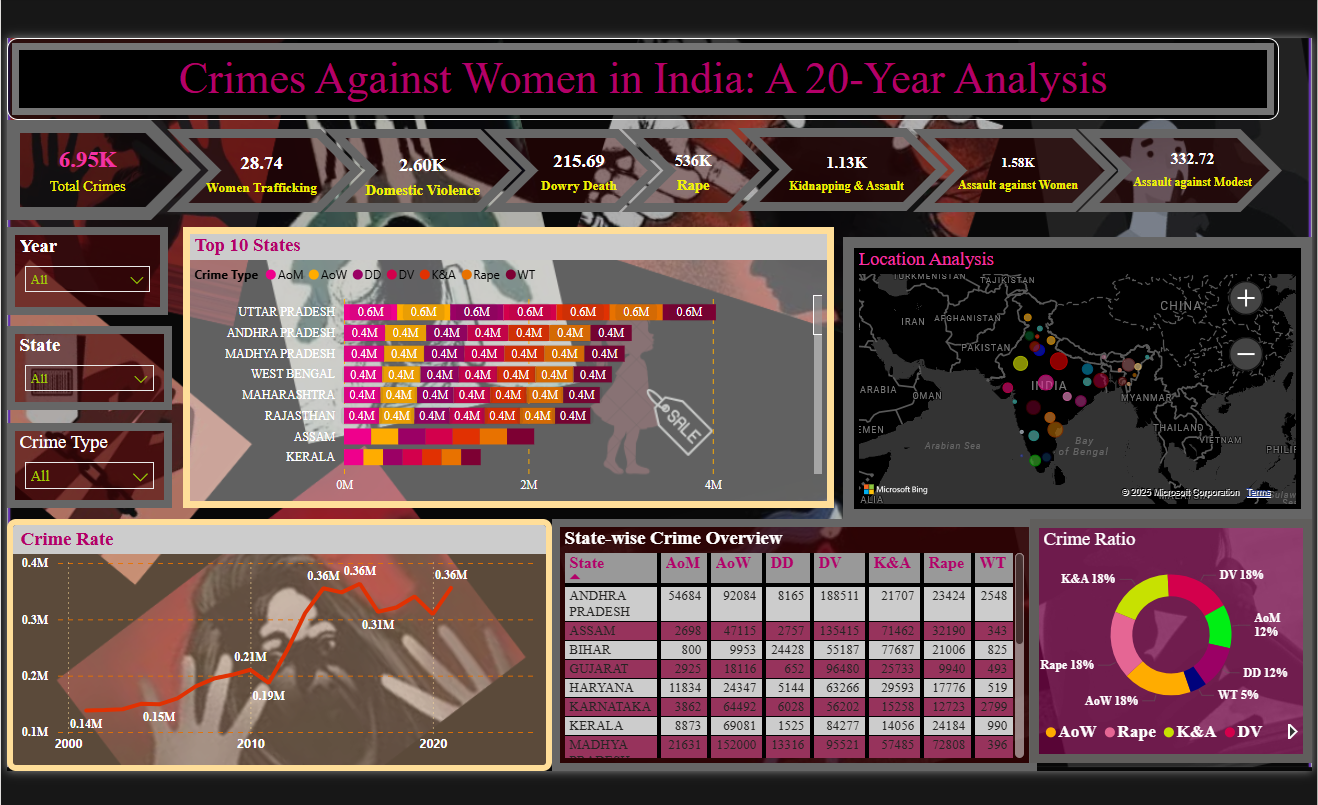 Crimes Against Women in India: A 20-Year Analysis
6.95K
Total Crimes
28.74
Women Trafficking
2.60K
Domestic Violence
215.69
Dowry Death
536K
Rape
1.13K
Kidnapping & Assault
1.58K
Assault against Women
332.72
Assault against Modest
Year
All
State
All
Crime Type
All
Top 10 States
Crime Type AoM AoW DD DV K&A Rape WT
UTTAR PRADESH 0.6M 0.6M 0.6M 0.6M 0.6M 0.6M 0.6M
ANDHRA PRADESH 0.4M 0.4M 0.4M 0.4M 0.4M 0.4M 0.4M
MADHYA PRADESH 0.4M 0.4M 0.4M 0.4M 0.4M 0.4M 0.4M
WEST BENGAL 0.4M 0.4M 0.4M 0.4M 0.4M 0.4M 0.4M
MAHARASHTRA 0.4M 0.4M 0.4M 0.4M 0.4M 0.4M 0.4M
RAJASTHAN 0.4M 0.4M 0.4M 0.4M 0.4M 0.4M 0.4M
ASSAM
KERALA
0M 2M 4M
SALE
Location Analysis
TURKMENISTAN
TAJIKISTAN
CHINA
IRAN
AFGHANISTAN
PAKISTAN
INDIA
ARABIA
OMAN
MYANMAR
EMEN
THAILAND
VIETNAM
Arabian Sea
Bay
of Bengal
PHILI
Microsoft Bing
© 2025 Microsoft Corporation Terms
ALIA
Crime Rate
0.4M
0.3M
0.2M
0.1M
0.14M
0.15M
0.21M
0.19M
0.36M
0.36M
0.31M
0.36M
2000 2010 2020
State-wise Crime Overview
State AoM AoW DD DV K&A Rape WT
ANDHRA PRADESH 54684 92084 8165 188511 21707 23424 2548
ASSAM 2698 47115 2757 135415 71462 32190 343
BIHAR 800 9953 24428 55187 77687 21006 825
GUJARAT 2925 18116 652 96480 25733 9940 493
HARYANA 11834 24347 5144 63266 29593 17776 519
KARNATAKA 3862 64492 6028 56202 15258 12723 2799
KERALA 8873 69081 1525 84277 14056 24184 990
MADHYA 21631 152000 13316 95521 57485 72808 396
Crime Ratio
K&A 18%
DV 18%
AoM
12%
Rape 18%
DD 12%
WT 5%
AoW 18%
AoW Rape K&A DV